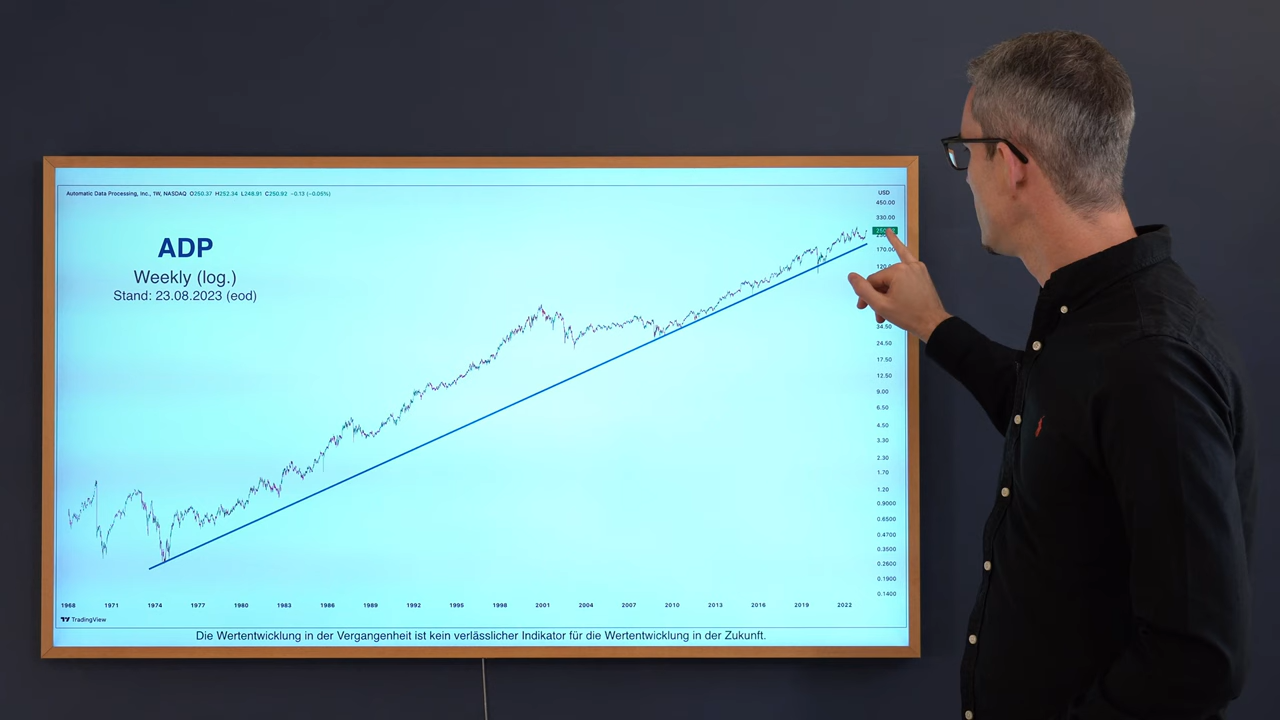 Automatic Data Processing, Inc., 1W, NASDAQ O250.37 H252.34 L248.91 C250.92 −0.13 (−0.05%)
USD
450.00
330.00
ADP
Weekly (log.)
Stand: 23.08.2023 (eod)
170.00
34.50
24.50
17.50
12.50
9.00
6.50
4.50
3.30
2.30
1.70
1.20
0.9000
0.6500
0.4700
0.3500
0.2600
0.1900
0.1400
1968 1971 1974 1977 1980 1983 1986 1989 1992 1995 1998 2001 2004 2007 2010 2013 2016 2019 2022
TradingView
Die Wertentwicklung in der Vergangenheit ist kein verlässlicher Indikator für die Wertentwicklung in der Zukunft.